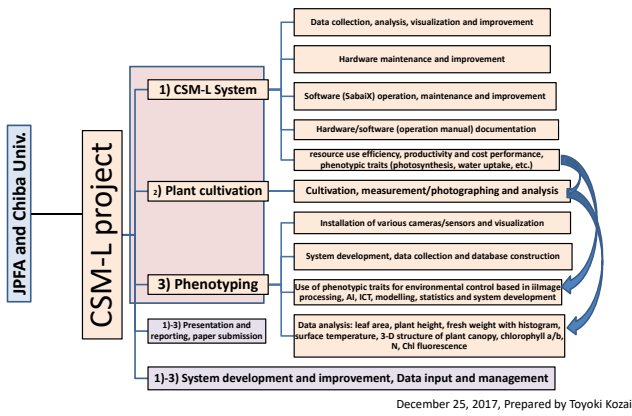 JPFA and Chiba Univ.
CSM-L project
1) CSM-L System
Data collection, analysis, visualization and improvement
Hardware maintenance and improvement
Software (SabaiX) operation, maintenance and improvement
Hardware/software (operation manual) documentation
resource use efficiency, productivity and cost performance,
phenotypic traits (photosynthesis, water uptake, etc.)
2) Plant cultivation
Cultivation, measurement/photographing and analysis
3) Phenotyping
Installation of various cameras/sensors and visualization
System development, data collection and database construction
Use of phenotypic traits for environmental control based in iilmage
processing, AI, ICT, modelling, statistics and system development
Data analysis: leaf area, plant height, fresh weight with histogram,
surface temperature, 3-D structure of plant canopy, chlorophyll a/b,
N, Chl fluorescence
1)-3) Presentation and
reporting, paper submission
1)-3) System development and improvement, Data input and management
December 25, 2017, Prepared by Toyoki Kozai